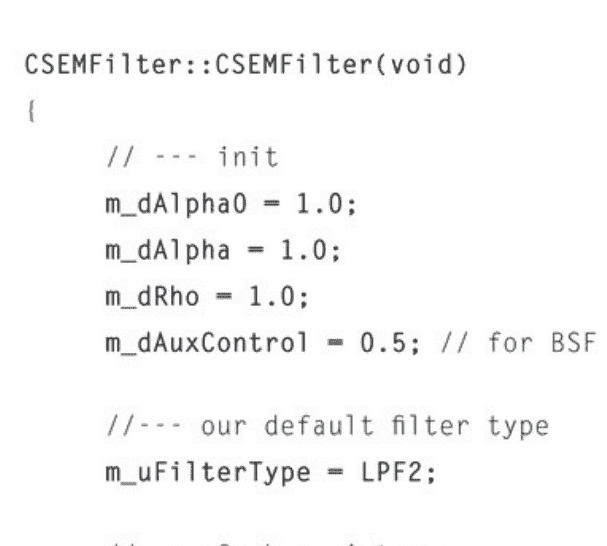 CSEMFilter::CSEMFilter(void)
{
// --- init
m_dAlpha0 = 1.0;
m_dAlpha = 1.0;
m_dRho = 1.0;
m_dAuxControl = 0.5; // for BSF
//--- our default filter type
m_uFilterType = LPF2;